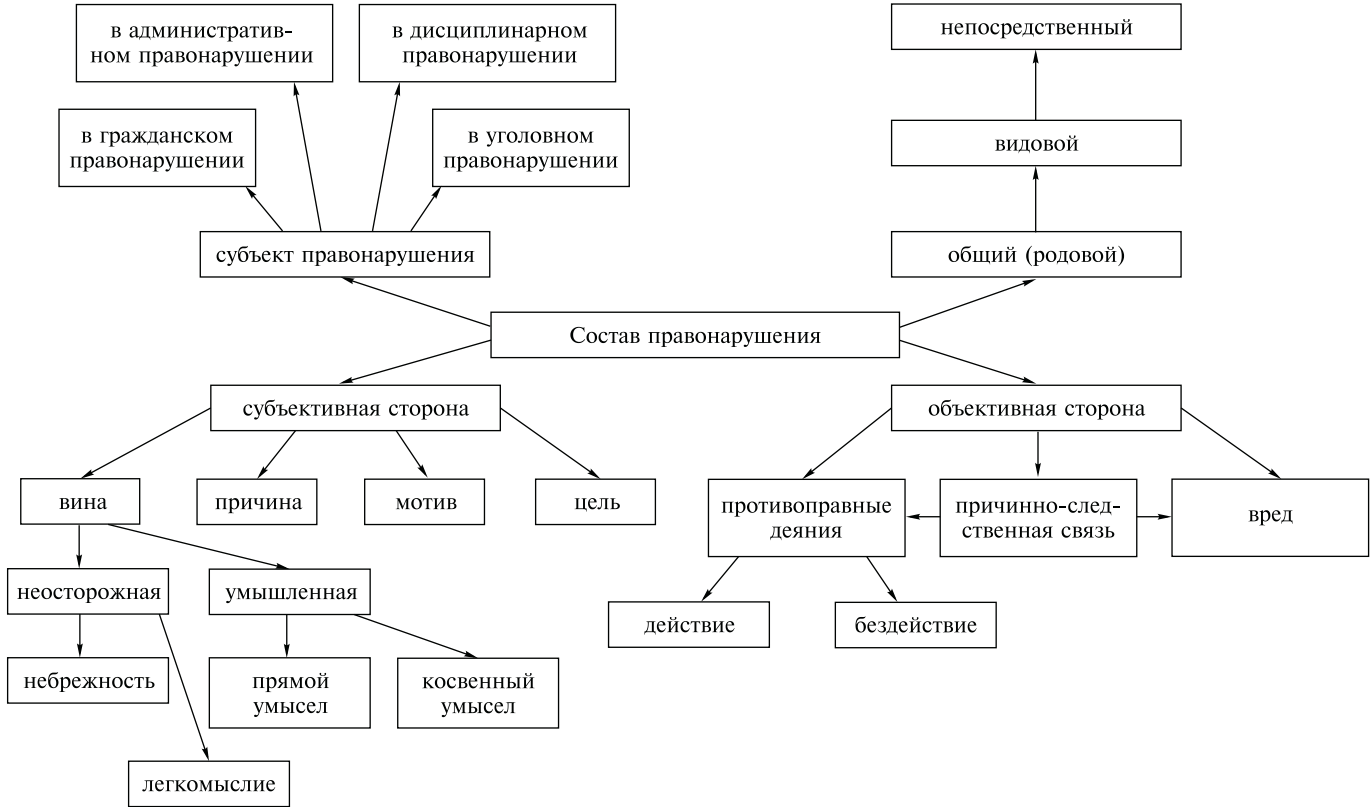 в административ-
ном правонарушении
в дисциплинарном
правонарушении
непосредственный
в гражданском
правонарушении
в уголовном
правонарушении
видовой
субъект правонарушения
общий (родовой)
Состав правонарушения
субъективная сторона
объективная сторона
вина
причина
мотив
цель
противоправные
деяния
причинно-след-
ственная связь
вред
неосторожная
умышленная
действие
бездействие
небрежность
прямой
умысел
косвенный
умысел
легкомыслие